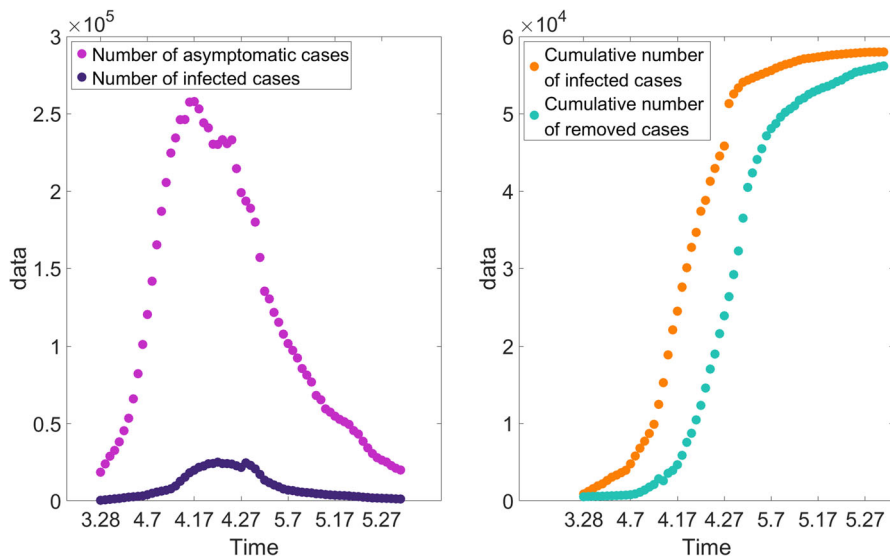 ×10^5
3
2.5
2
1.5
1
0.5
0
data
Number of asymptomatic cases
Number of infected cases
3.28 4.7 4.17 4.27 5.7 5.17 5.27
Time
×10^4
6
5
4
3
2
1
0
data
Cumulative number
of infected cases
Cumulative number
of removed cases
3.28 4.7 4.17 4.27 5.7 5.17 5.27
Time